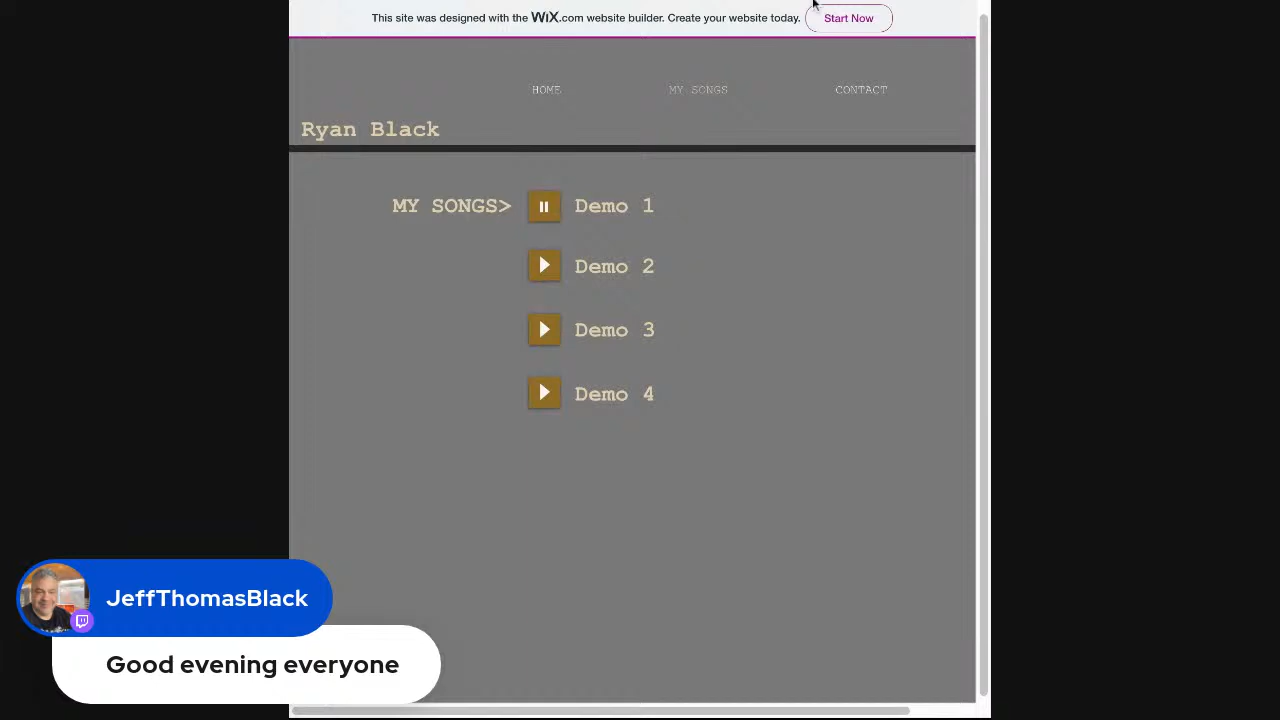 This site was designed with the WiX.com website builder. Create your website today. Start Now
HOME MY SONGS CONTACT
Ryan Black
MY SONGS> Demo 1
Demo 2
Demo 3
Demo 4
JeffThomasBlack
Good evening everyone